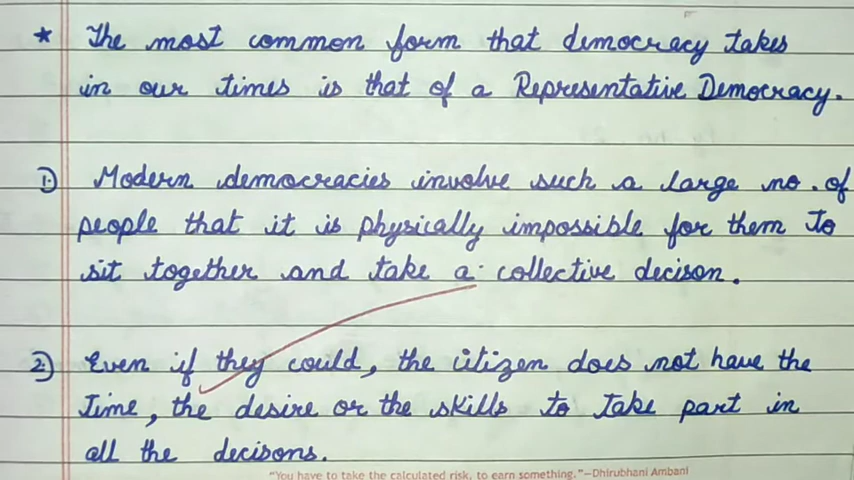 * The most common form that democracy takes
in our times is that of a Representative Democracy.
1) Modern democracies involve such a large no. of
people that it is physically impossible for them to
sit together and take a collective decison.
2) Even if they could, the citizen does not have the
time, the desire or the skills to take part in
all the decisons.
"You have to take the calculated risk, to earn something."–Dhirubhani Ambani